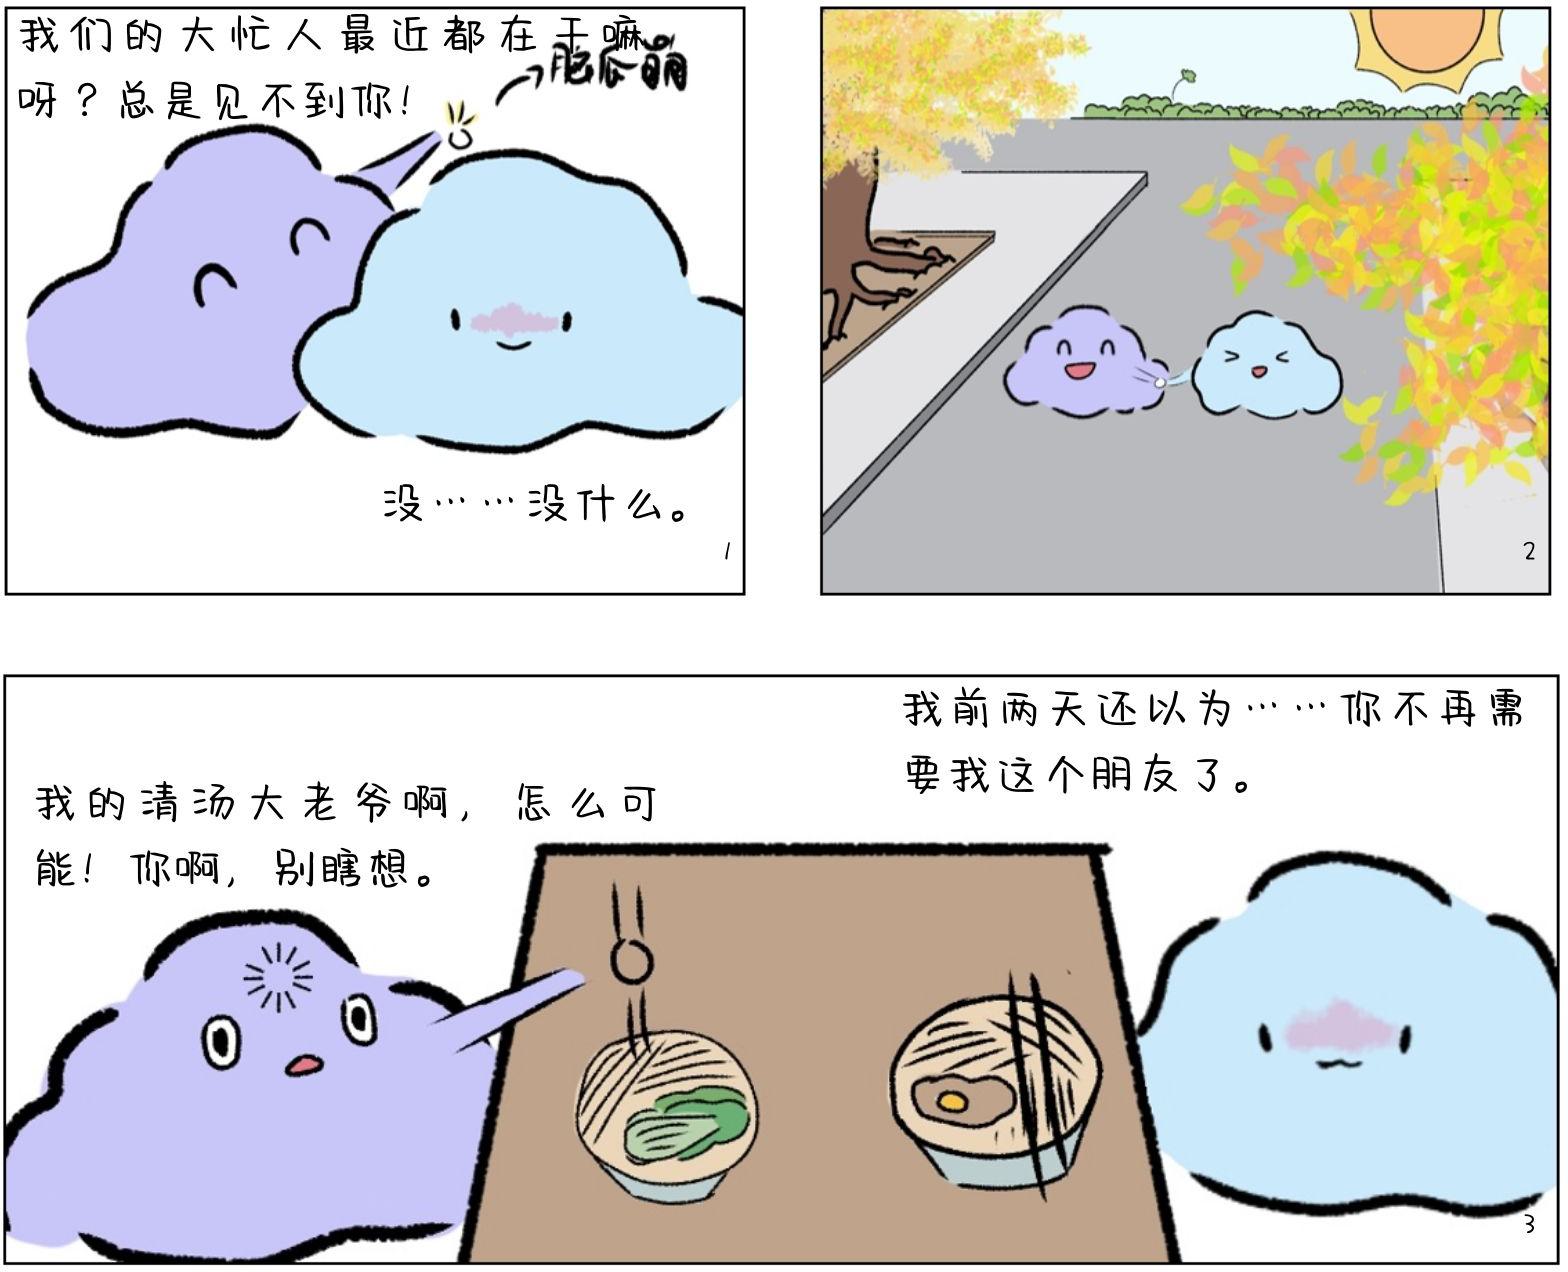 我们的大忙人最近都在干嘛
呀？总是见不到你！
脑瓜崩
没……没什么。
1
2
我前两天还以为……你不再需
要我这个朋友了。
我的清汤大老爷啊，怎么可
能！你啊，别瞎想。
3